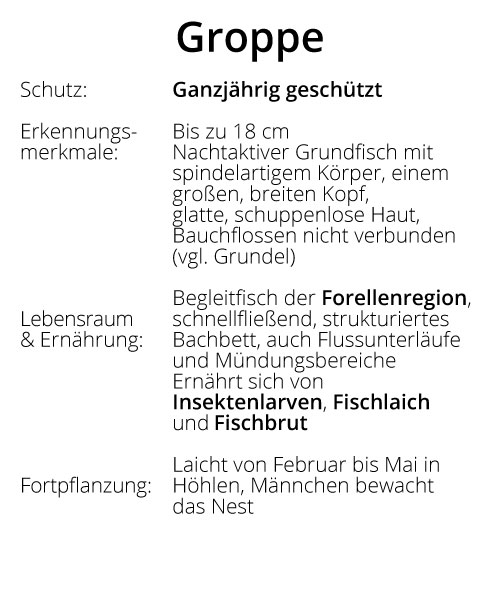 Groppe
Schutz: Ganzjährig geschützt
Erkennungs- Bis zu 18 cm
merkmale: Nachtaktiver Grundfisch mit
spindelartigem Körper, einem
großen, breiten Kopf,
glatte, schuppenlose Haut,
Bauchflossen nicht verbunden
(vgl. Grundel)
Begleitfisch der Forellenregion,
Lebensraum schnellfließend, strukturiertes
& Ernährung: Bachbett, auch Flussunterläufe
und Mündungsbereiche
Ernährt sich von
Insektenlarven, Fischlaich
und Fischbrut
Laicht von Februar bis Mai in
Fortpflanzung: Höhlen, Männchen bewacht
das Nest